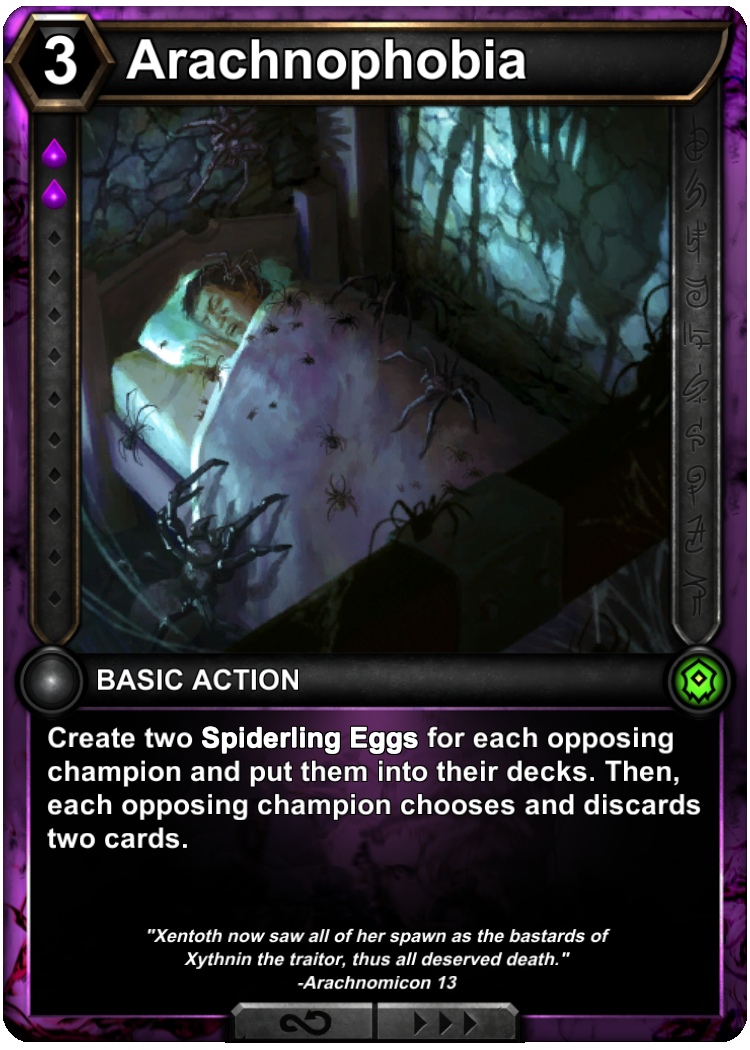 3 Arachnophobia
BASIC ACTION
Create two Spiderling Eggs for each opposing
champion and put them into their decks. Then,
each opposing champion chooses and discards
two cards.
"Xentoth now saw all of her spawn as the bastards of
Xythnin the traitor, thus all deserved death."
-Arachnomicon 13